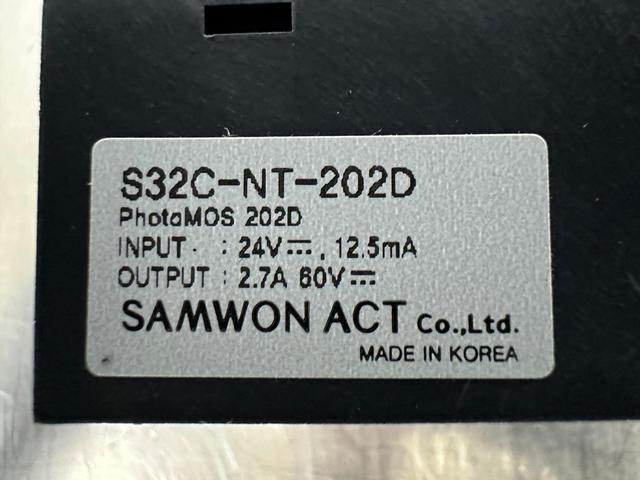 S32C-NT-202D
PhotoMOS 202D
INPUT : 24V⎓, 12.5mA
OUTPUT : 2.7A 60V⎓
SAMWON ACT Co.,Ltd.
MADE IN KOREA